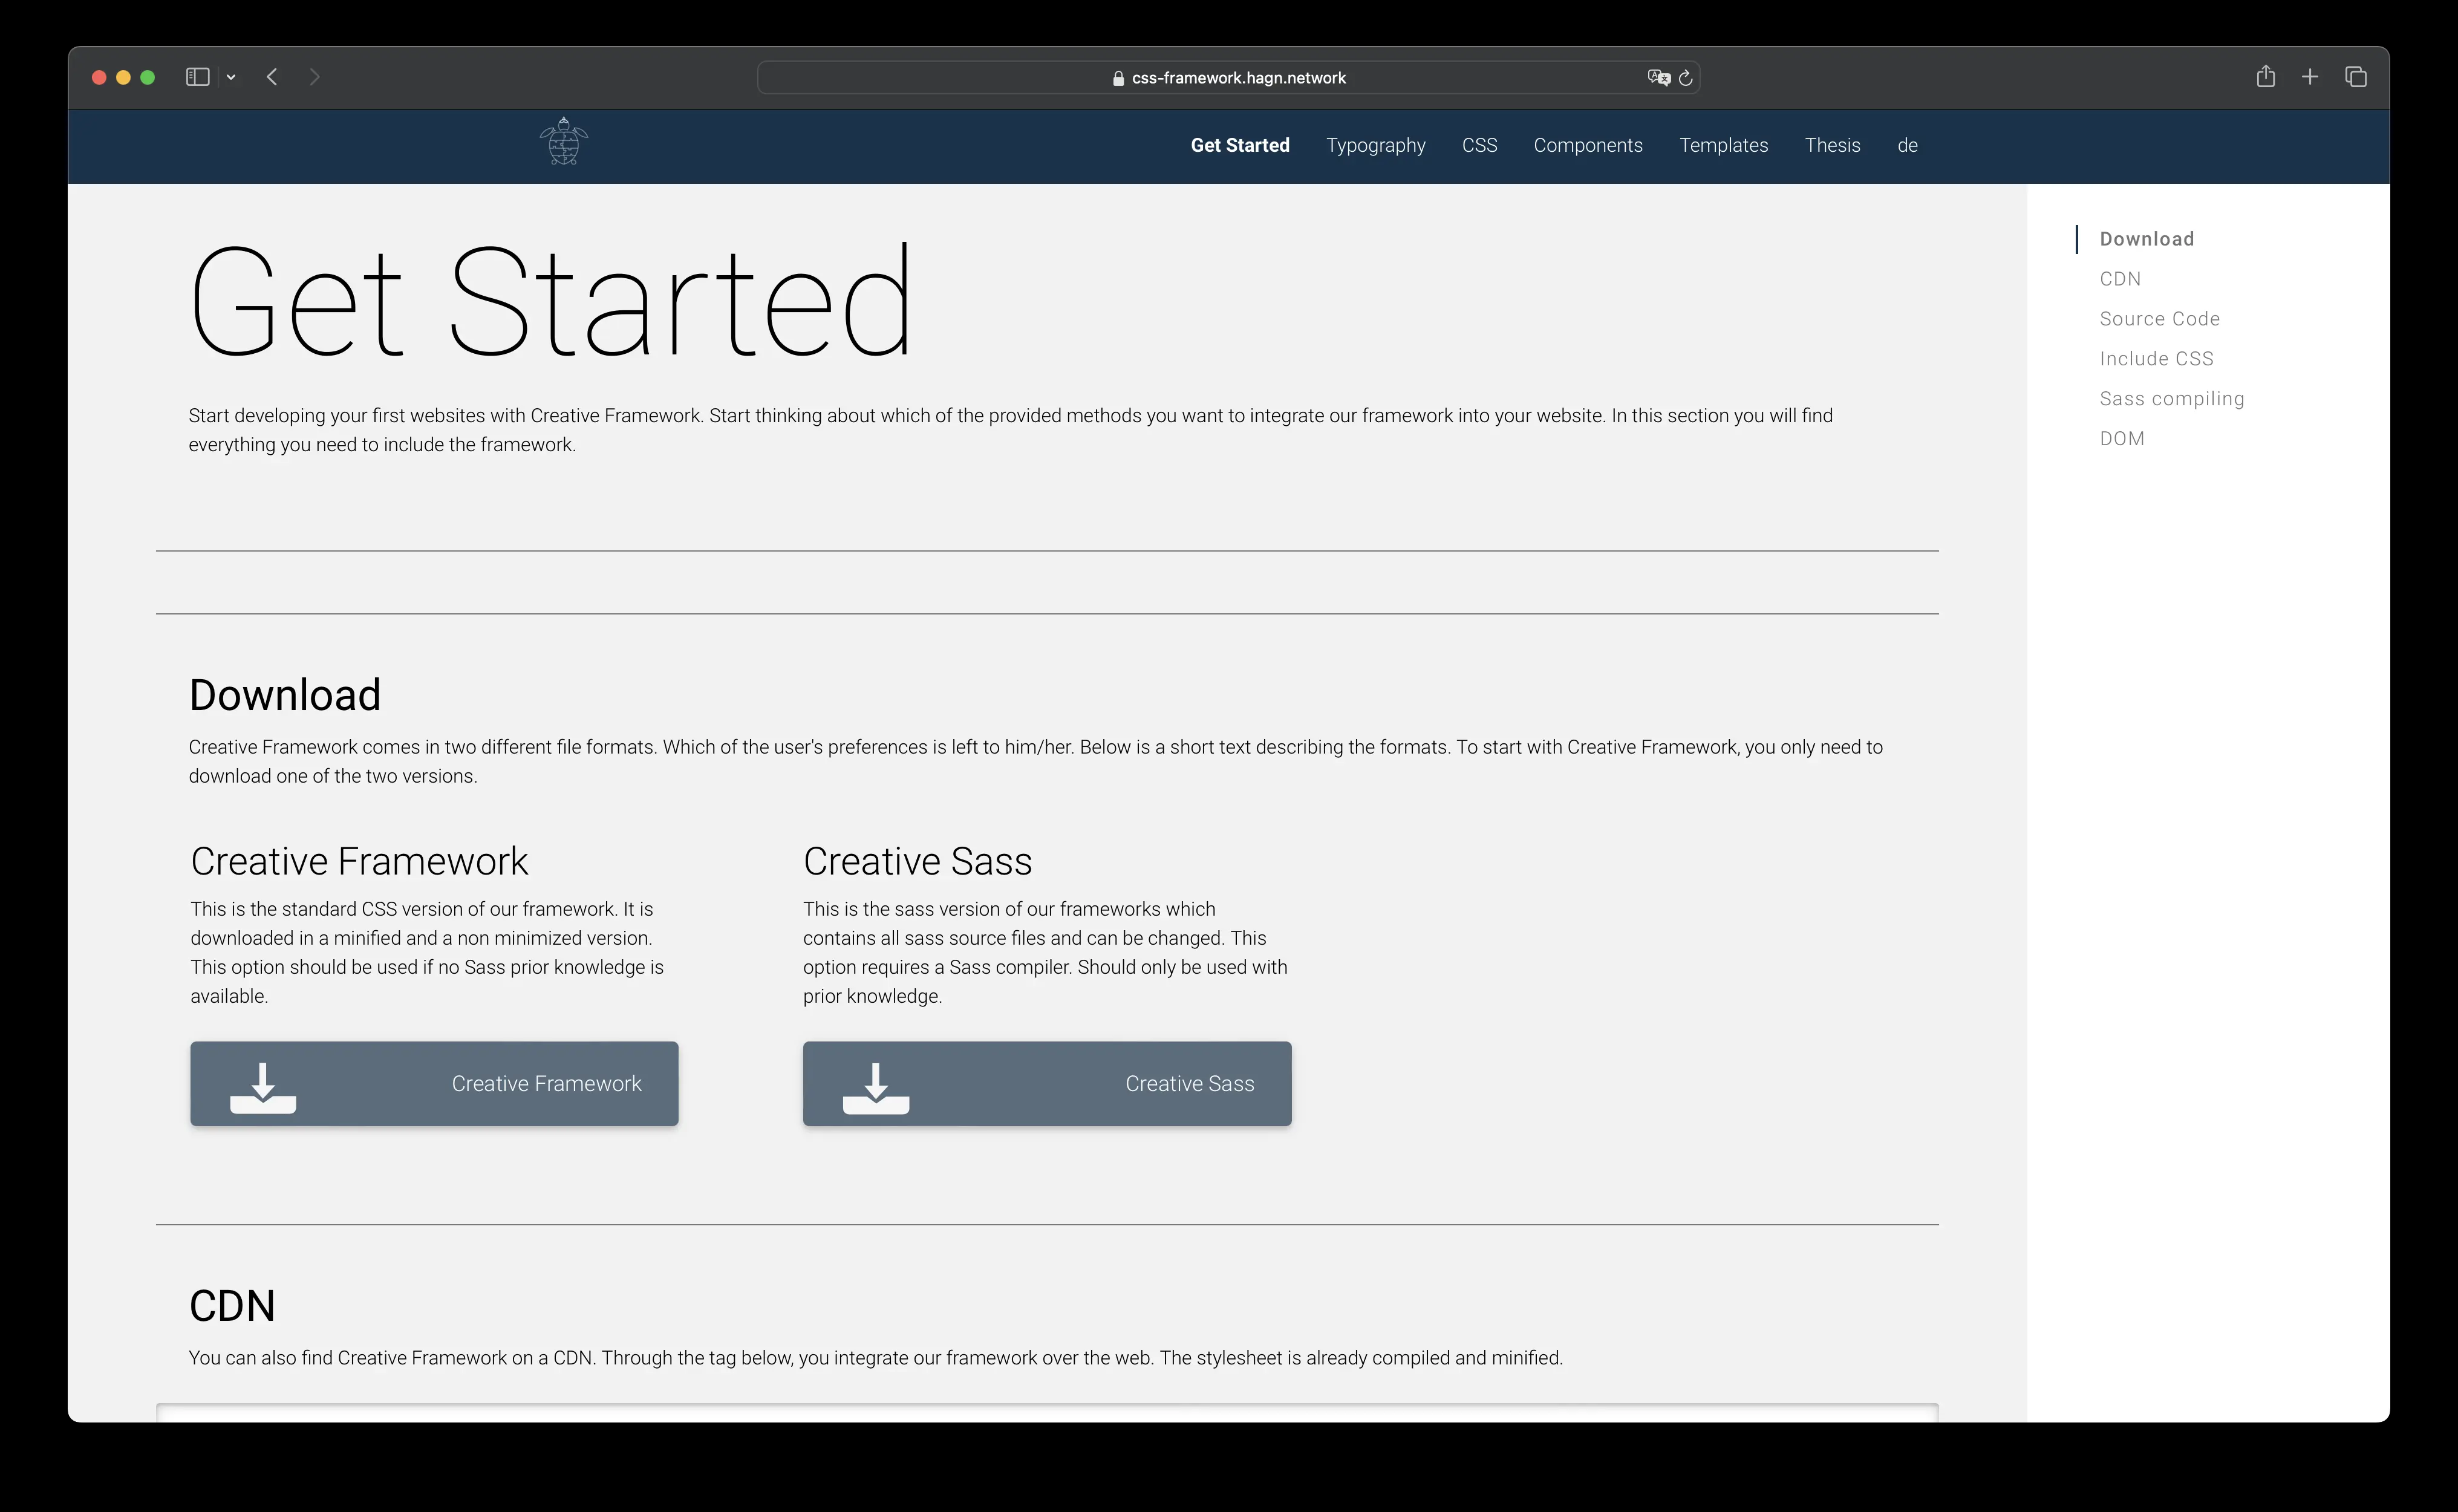 css-framework.hagn.network
Get Started
Typography
CSS
Components
Templates
Thesis
de
Get Started
Start developing your first websites with Creative Framework. Start thinking about which of the provided methods you want to integrate our framework into your website. In this section you will find
everything you need to include the framework.
Download
Creative Framework comes in two different file formats. Which of the user's preferences is left to him/her. Below is a short text describing the formats. To start with Creative Framework, you only need to
download one of the two versions.
Creative Framework
This is the standard CSS version of our framework. It is
downloaded in a minified and a non minimized version.
This option should be used if no Sass prior knowledge is
available.
Creative Framework
Creative Sass
This is the sass version of our frameworks which
contains all sass source files and can be changed. This
option requires a Sass compiler. Should only be used with
prior knowledge.
Creative Sass
CDN
You can also find Creative Framework on a CDN. Through the tag below, you integrate our framework over the web. The stylesheet is already compiled and minified.
Download
CDN
Source Code
Include CSS
Sass compiling
DOM